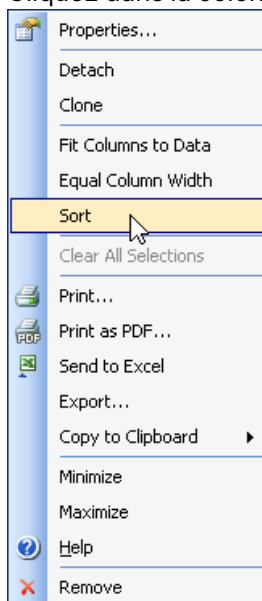 Properties...
Detach
Clone
Fit Columns to Data
Equal Column Width
Sort
Clear All Selections
Print...
PDF
Print as PDF...
Send to Excel
Export...
Copy to Clipboard
Minimize
Maximize
Help
Remove